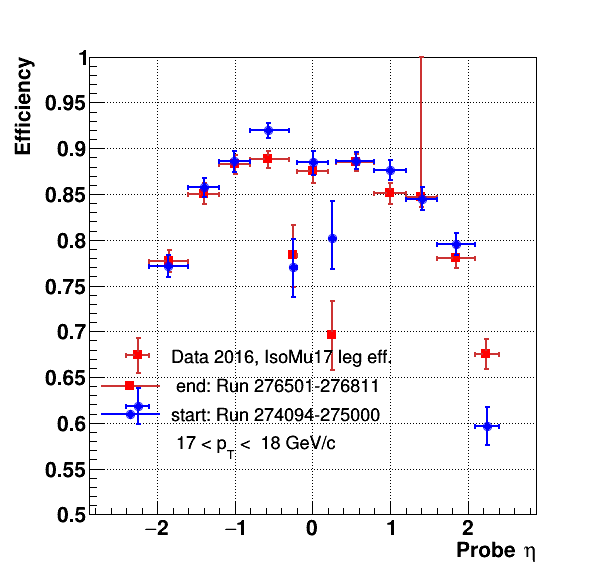 Efficiency
1
0.95
0.9
0.85
0.8
0.75
0.7
0.65
0.6
0.55
0.5
Data 2016, IsoMu17 leg eff.
end: Run 276501-276811
start: Run 274094-275000
17 < p_T < 18 GeV/c
−2 −1 0 1 2
Probe η